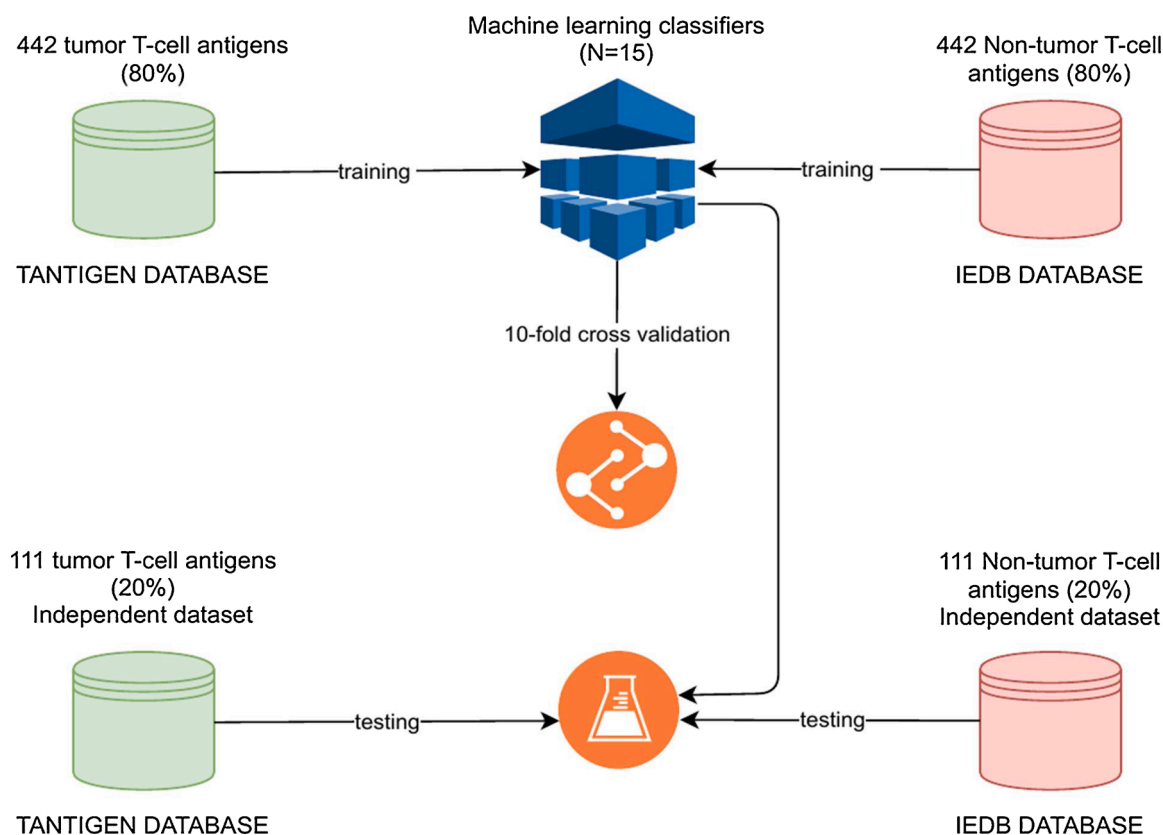 442 tumor T-cell antigens
(80%)
Machine learning classifiers
(N=15)
442 Non-tumor T-cell
antigens (80%)
training
training
TANTIGEN DATABASE
IEDB DATABASE
10-fold cross validation
111 tumor T-cell antigens
(20%)
Independent dataset
111 Non-tumor T-cell
antigens (20%)
Independent dataset
testing
testing
TANTIGEN DATABASE
IEDB DATABASE